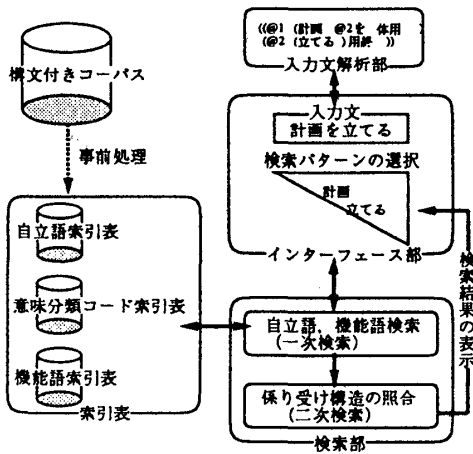 構文付きコーパス
事前処理
自立語索引表
意味分類コード索引表
機能語索引表
索引表
((@1 (計画 @2を 体用
(@2 (立てる )用終 ))
入力文解析部
入力文
計画を立てる
検索パターンの選択
計画
立てる
インターフェース部
自立語，機能語検索
(一次検索)
係り受け構造の照合
(二次検索)
検索部
検索結果の表示